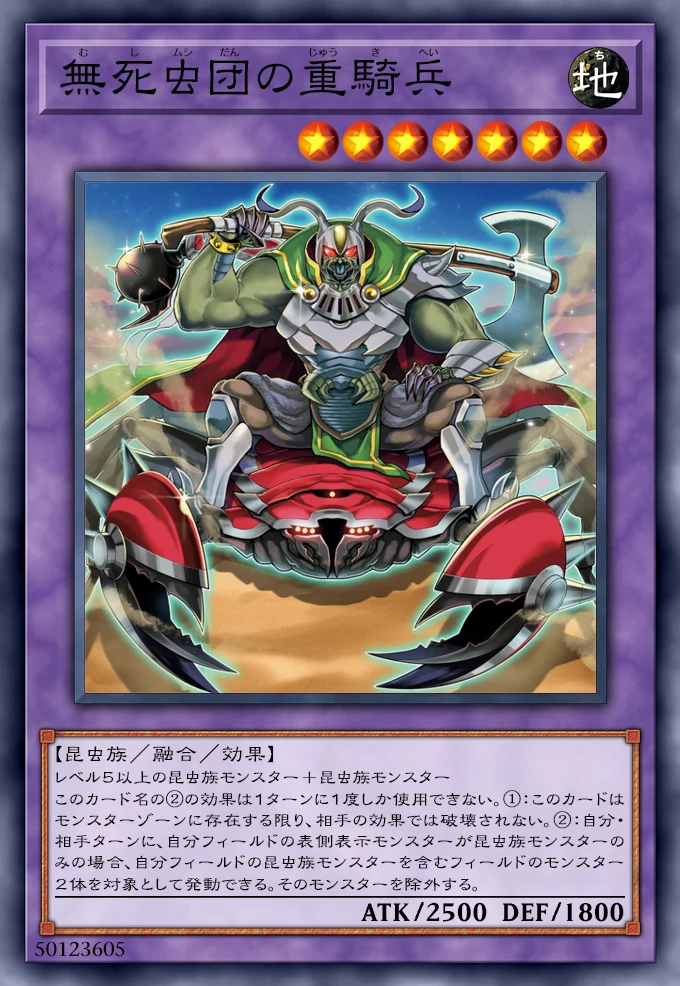 無死虫団の重騎兵
むしムシだんじゅうきへい
地
ち
【昆虫族／融合／効果】
レベル５以上の昆虫族モンスター＋昆虫族モンスター
このカード名の②の効果は１ターンに１度しか使用できない。①：このカードは
モンスターゾーンに存在する限り、相手の効果では破壊されない。②：自分・
相手ターンに、自分フィールドの表側表示モンスターが昆虫族モンスターの
みの場合、自分フィールドの昆虫族モンスターを含むフィールドのモンスター
２体を対象として発動できる。そのモンスターを除外する。
ATK/2500 DEF/1800
50123605